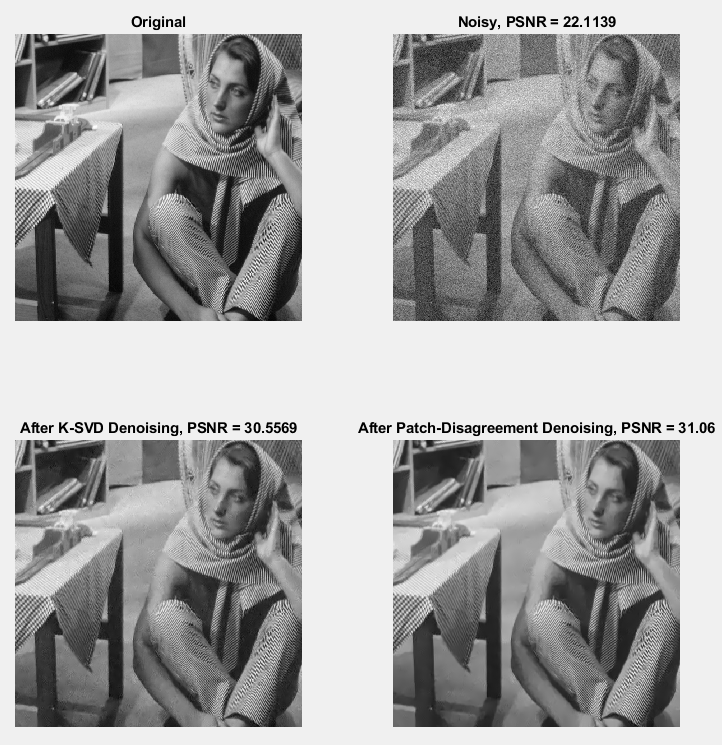 Original
Noisy, PSNR = 22.1139
After K-SVD Denoising, PSNR = 30.5569
After Patch-Disagreement Denoising, PSNR = 31.06